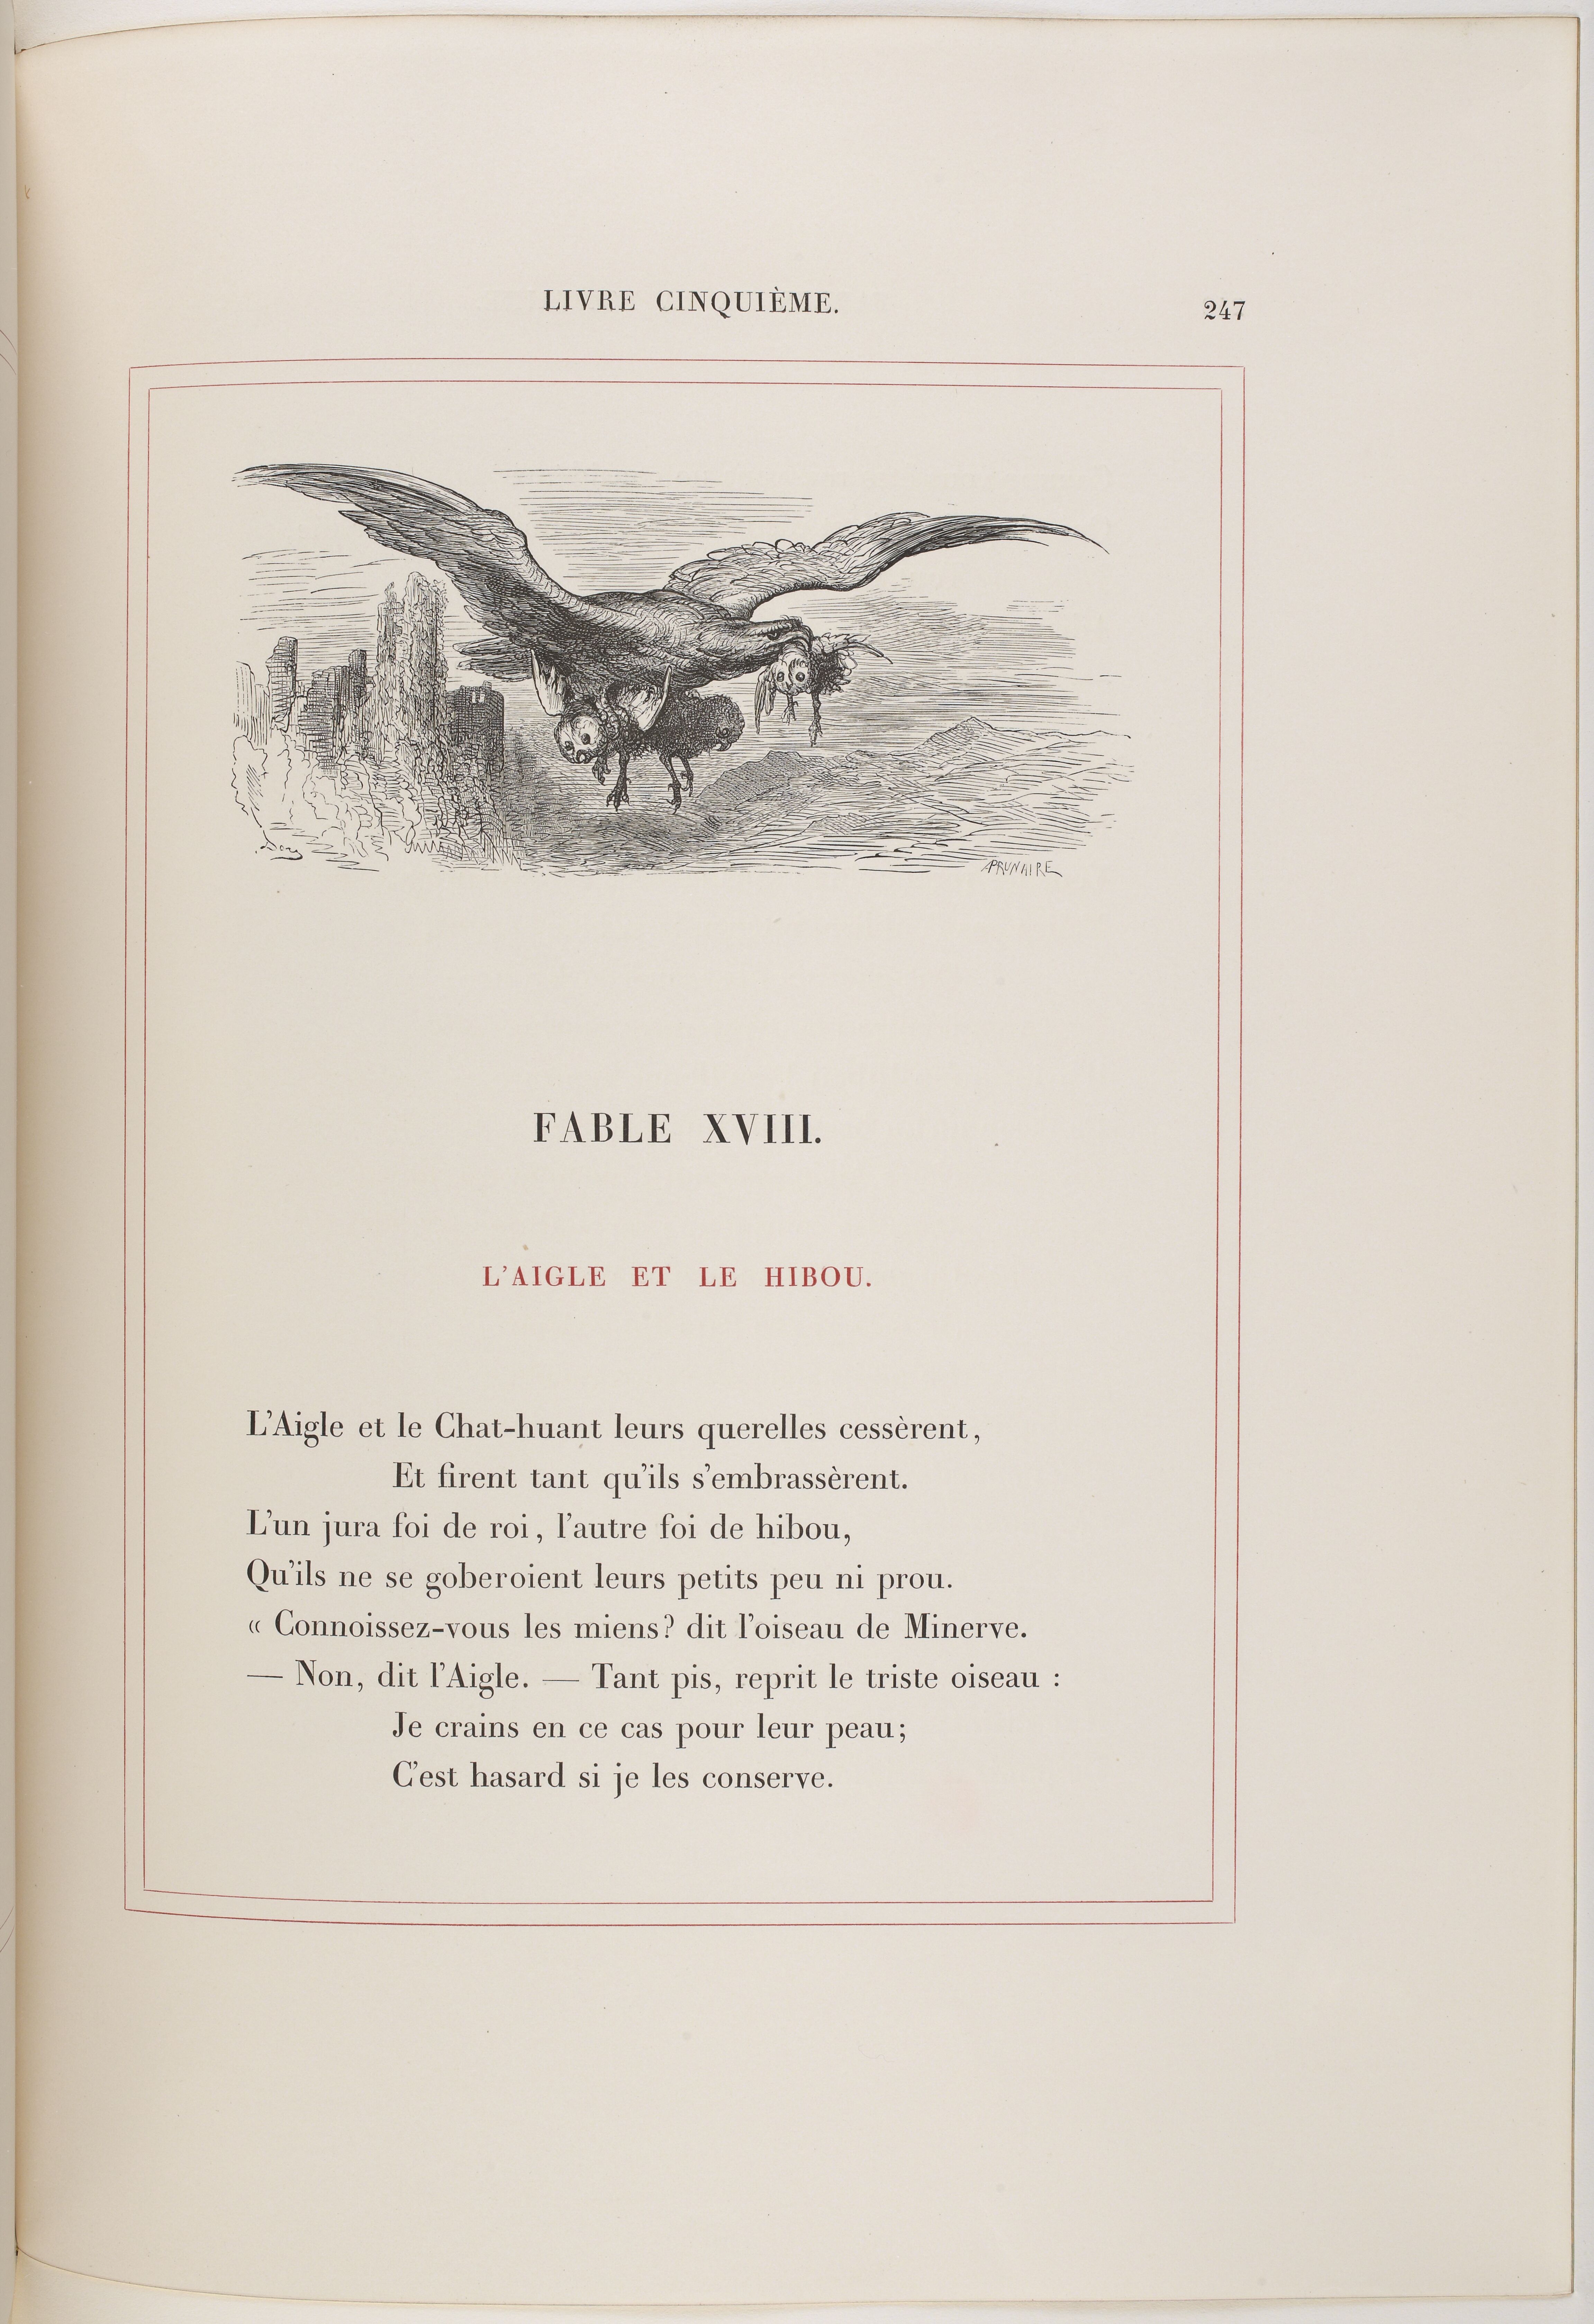 LIVRE CINQUIÈME.
247
Doré
APRUNAIRE
FABLE XVIII.
L'AIGLE ET LE HIBOU.
L'Aigle et le Chat-huant leurs querelles cessèrent,
Et firent tant qu'ils s'embrassèrent.
L'un jura foi de roi, l'autre foi de hibou,
Qu'ils ne se goberoient leurs petits peu ni prou.
« Connoissez-vous les miens? dit l'oiseau de Minerve.
— Non, dit l'Aigle. — Tant pis, reprit le triste oiseau :
Je crains en ce cas pour leur peau;
C'est hasard si je les conserve.